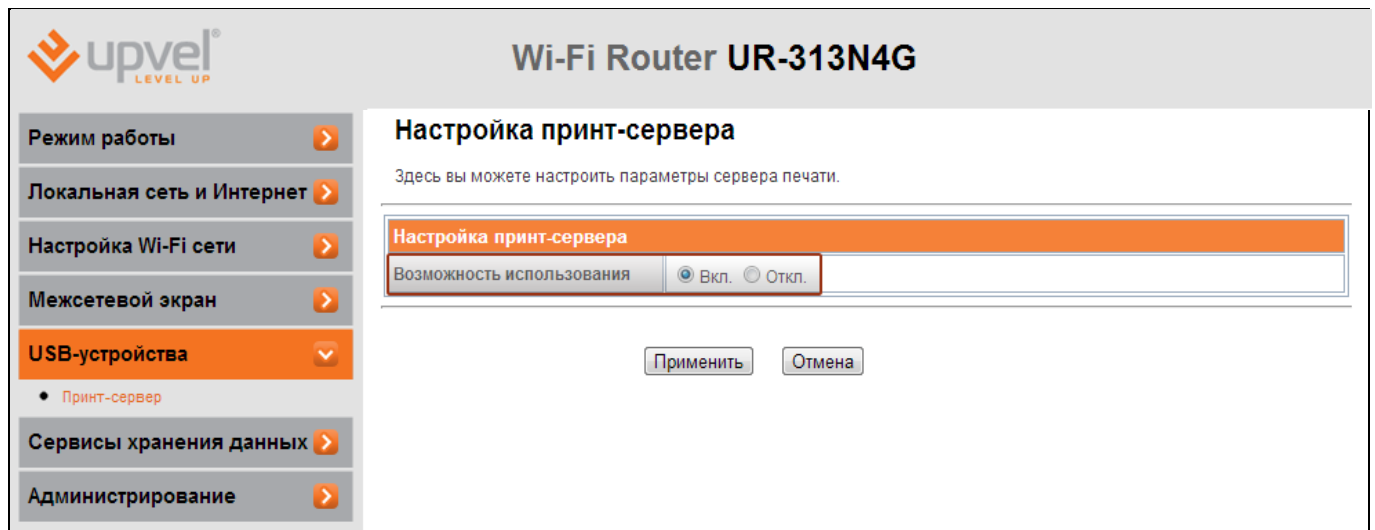 upvel®
LEVEL UP
Wi-Fi Router UR-313N4G
Режим работы
Локальная сеть и Интернет
Настройка Wi-Fi сети
Межсетевой экран
USB-устройства
Принт-сервер
Сервисы хранения данных
Администрирование
Настройка принт-сервера
Здесь вы можете настроить параметры сервера печати.
Настройка принт-сервера
Возможность использования Вкл. Откл.
Применить Отмена